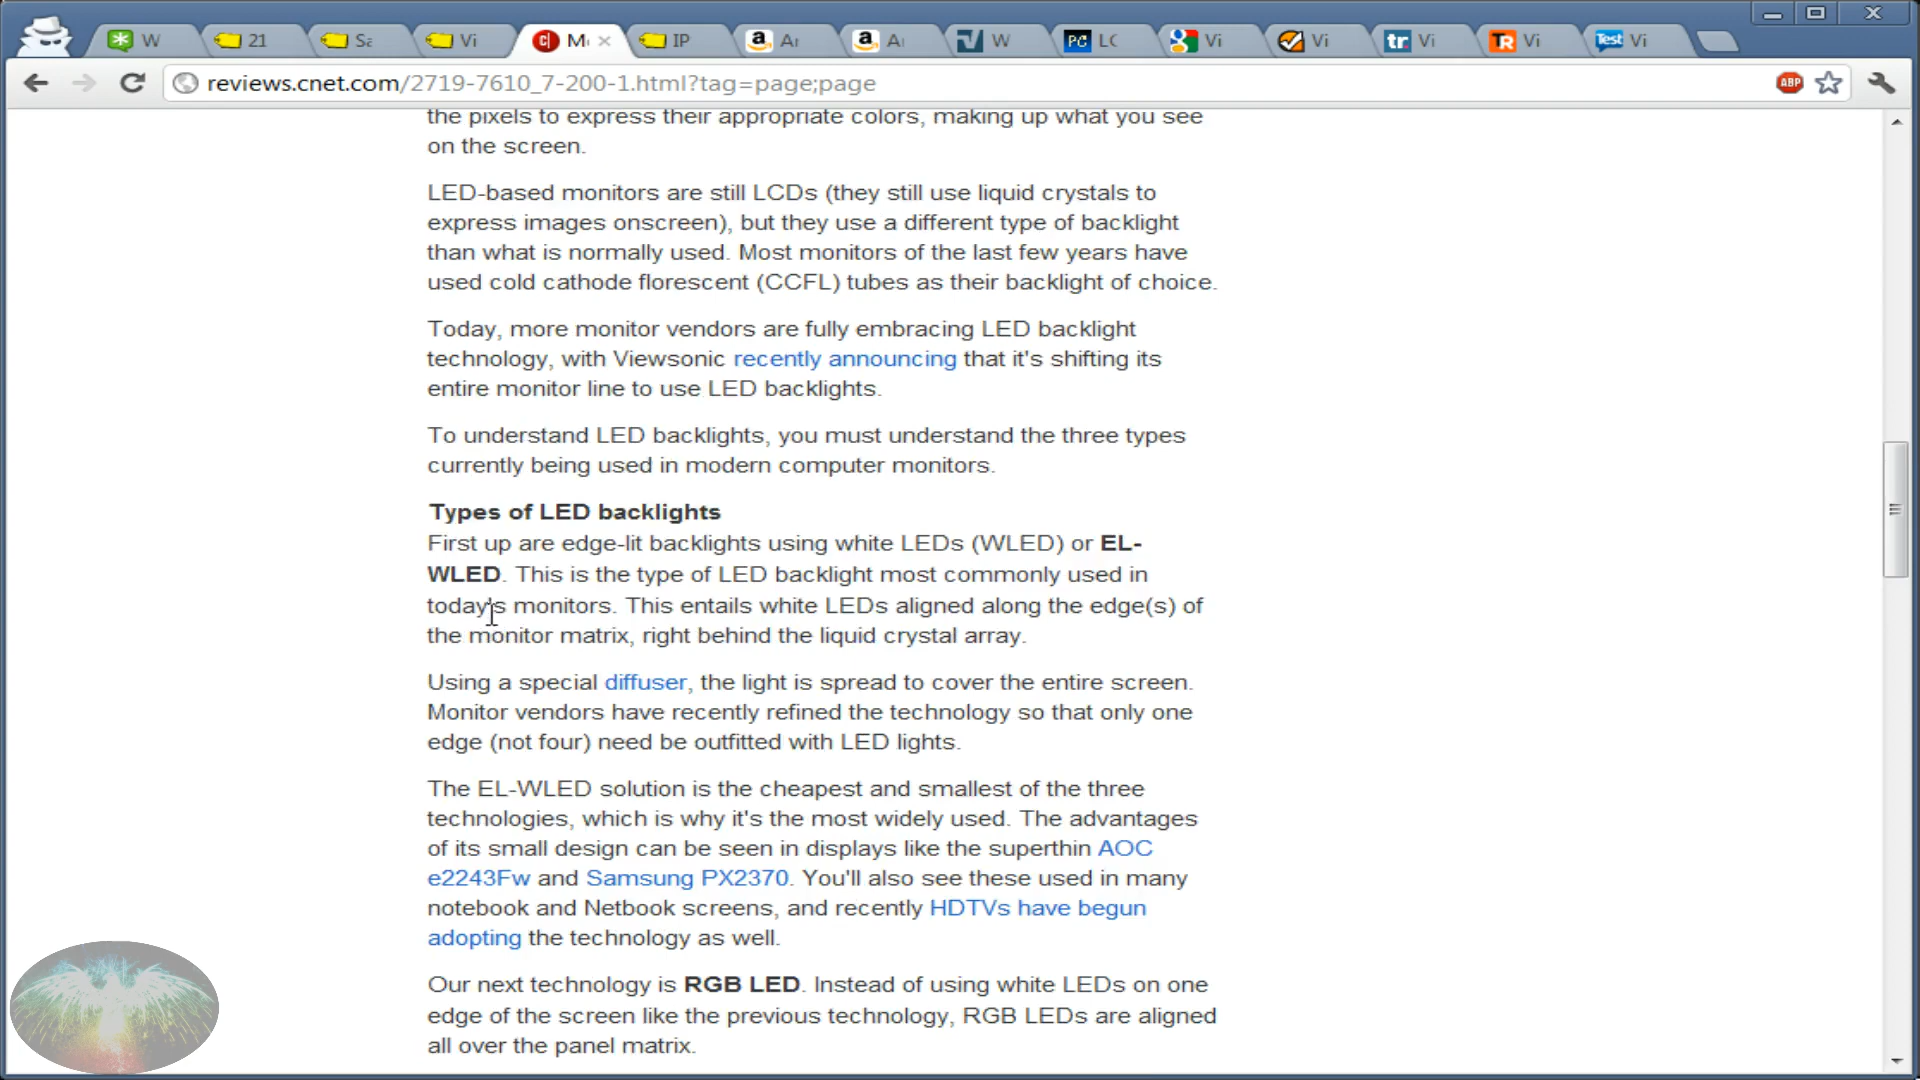 W
21
Sa
Vi
M
IP
Ar
A
W
LC
Vi
Vi
Vi
Vi
Vi
reviews.cnet.com/2719-7610_7-200-1.html?tag=page;page
ABP
the pixels to express their appropriate colors, making up what you see
on the screen.
LED-based monitors are still LCDs (they still use liquid crystals to
express images onscreen), but they use a different type of backlight
than what is normally used. Most monitors of the last few years have
used cold cathode florescent (CCFL) tubes as their backlight of choice.
Today, more monitor vendors are fully embracing LED backlight
technology, with Viewsonic recently announcing that it's shifting its
entire monitor line to use LED backlights.
To understand LED backlights, you must understand the three types
currently being used in modern computer monitors.
Types of LED backlights
First up are edge-lit backlights using white LEDs (WLED) or EL-
WLED. This is the type of LED backlight most commonly used in
today's monitors. This entails white LEDs aligned along the edge(s) of
the monitor matrix, right behind the liquid crystal array.
Using a special diffuser, the light is spread to cover the entire screen.
Monitor vendors have recently refined the technology so that only one
edge (not four) need be outfitted with LED lights.
The EL-WLED solution is the cheapest and smallest of the three
technologies, which is why it's the most widely used. The advantages
of its small design can be seen in displays like the superthin AOC
e2243Fw and Samsung PX2370. You'll also see these used in many
notebook and Netbook screens, and recently HDTVs have begun
adopting the technology as well.
Our next technology is RGB LED. Instead of using white LEDs on one
edge of the screen like the previous technology, RGB LEDs are aligned
all over the panel matrix.